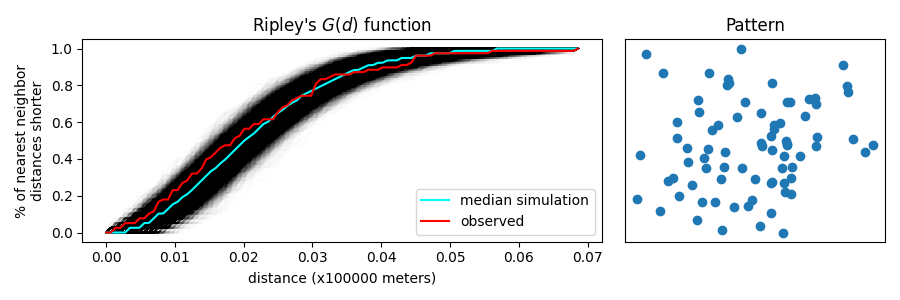 Ripley's G(d) function
% of nearest neighbor
distances shorter
1.0
0.8
0.6
0.4
0.2
0.0
median simulation
observed
0.00 0.01 0.02 0.03 0.04 0.05 0.06 0.07
distance (x100000 meters)
Pattern